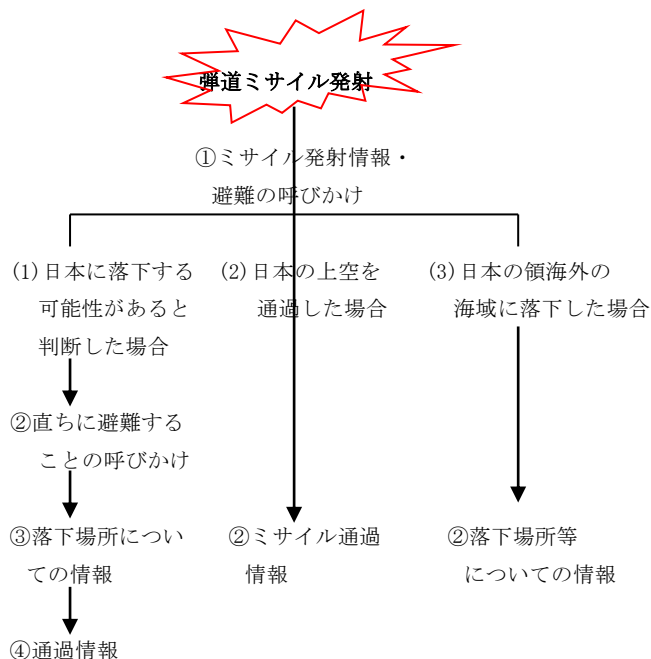 弾道ミサイル発射
①ミサイル発射情報・
避難の呼びかけ
(1)日本に落下する
可能性があると
判断した場合
②直ちに避難する
ことの呼びかけ
③落下場所につい
ての情報
④通過情報
(2)日本の上空を
通過した場合
②ミサイル通過
情報
(3)日本の領海外の
海域に落下した場合
②落下場所等
についての情報